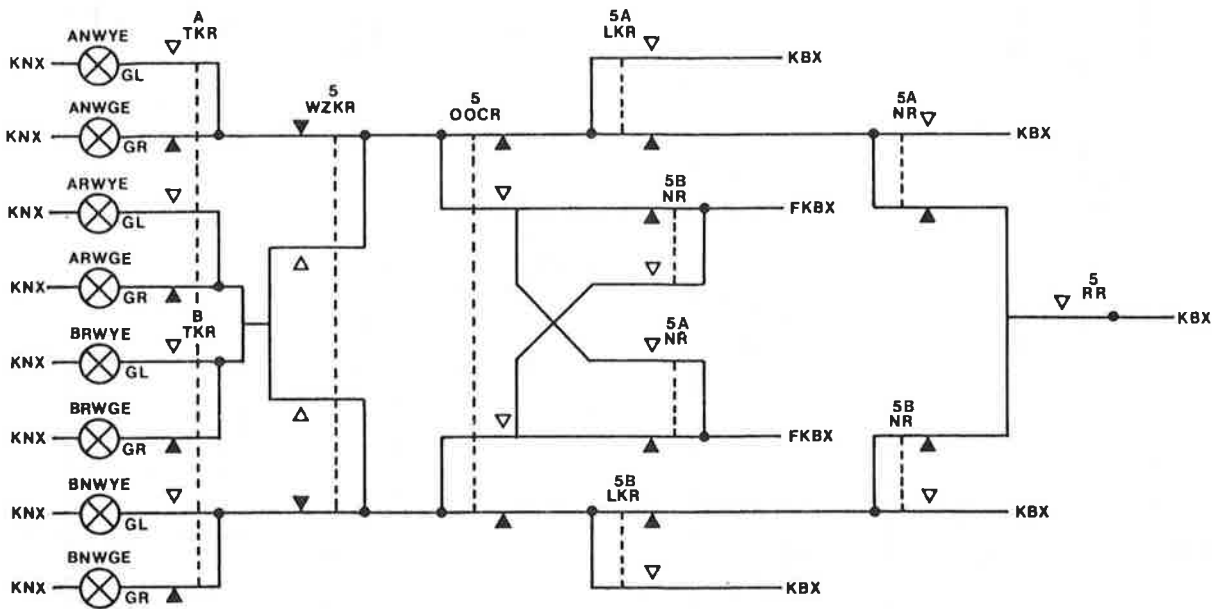 A
TKR
5A
LKR
ANWYE
KNX
GL
KBX
5
WZKR
5
OOCR
5A
NR
ANWGE
KNX
GR
KBX
ARWYE
KNX
GL
5B
NR
FKBX
ARWGE
KNX
GR
5
RR
KBX
B
TKR
BRWYE
KNX
GL
5A
NR
BRWGE
KNX
GR
FKBX
5B
NR
BNWYE
KNX
GL
5B
LKR
KBX
BNWGE
KNX
GR
KBX